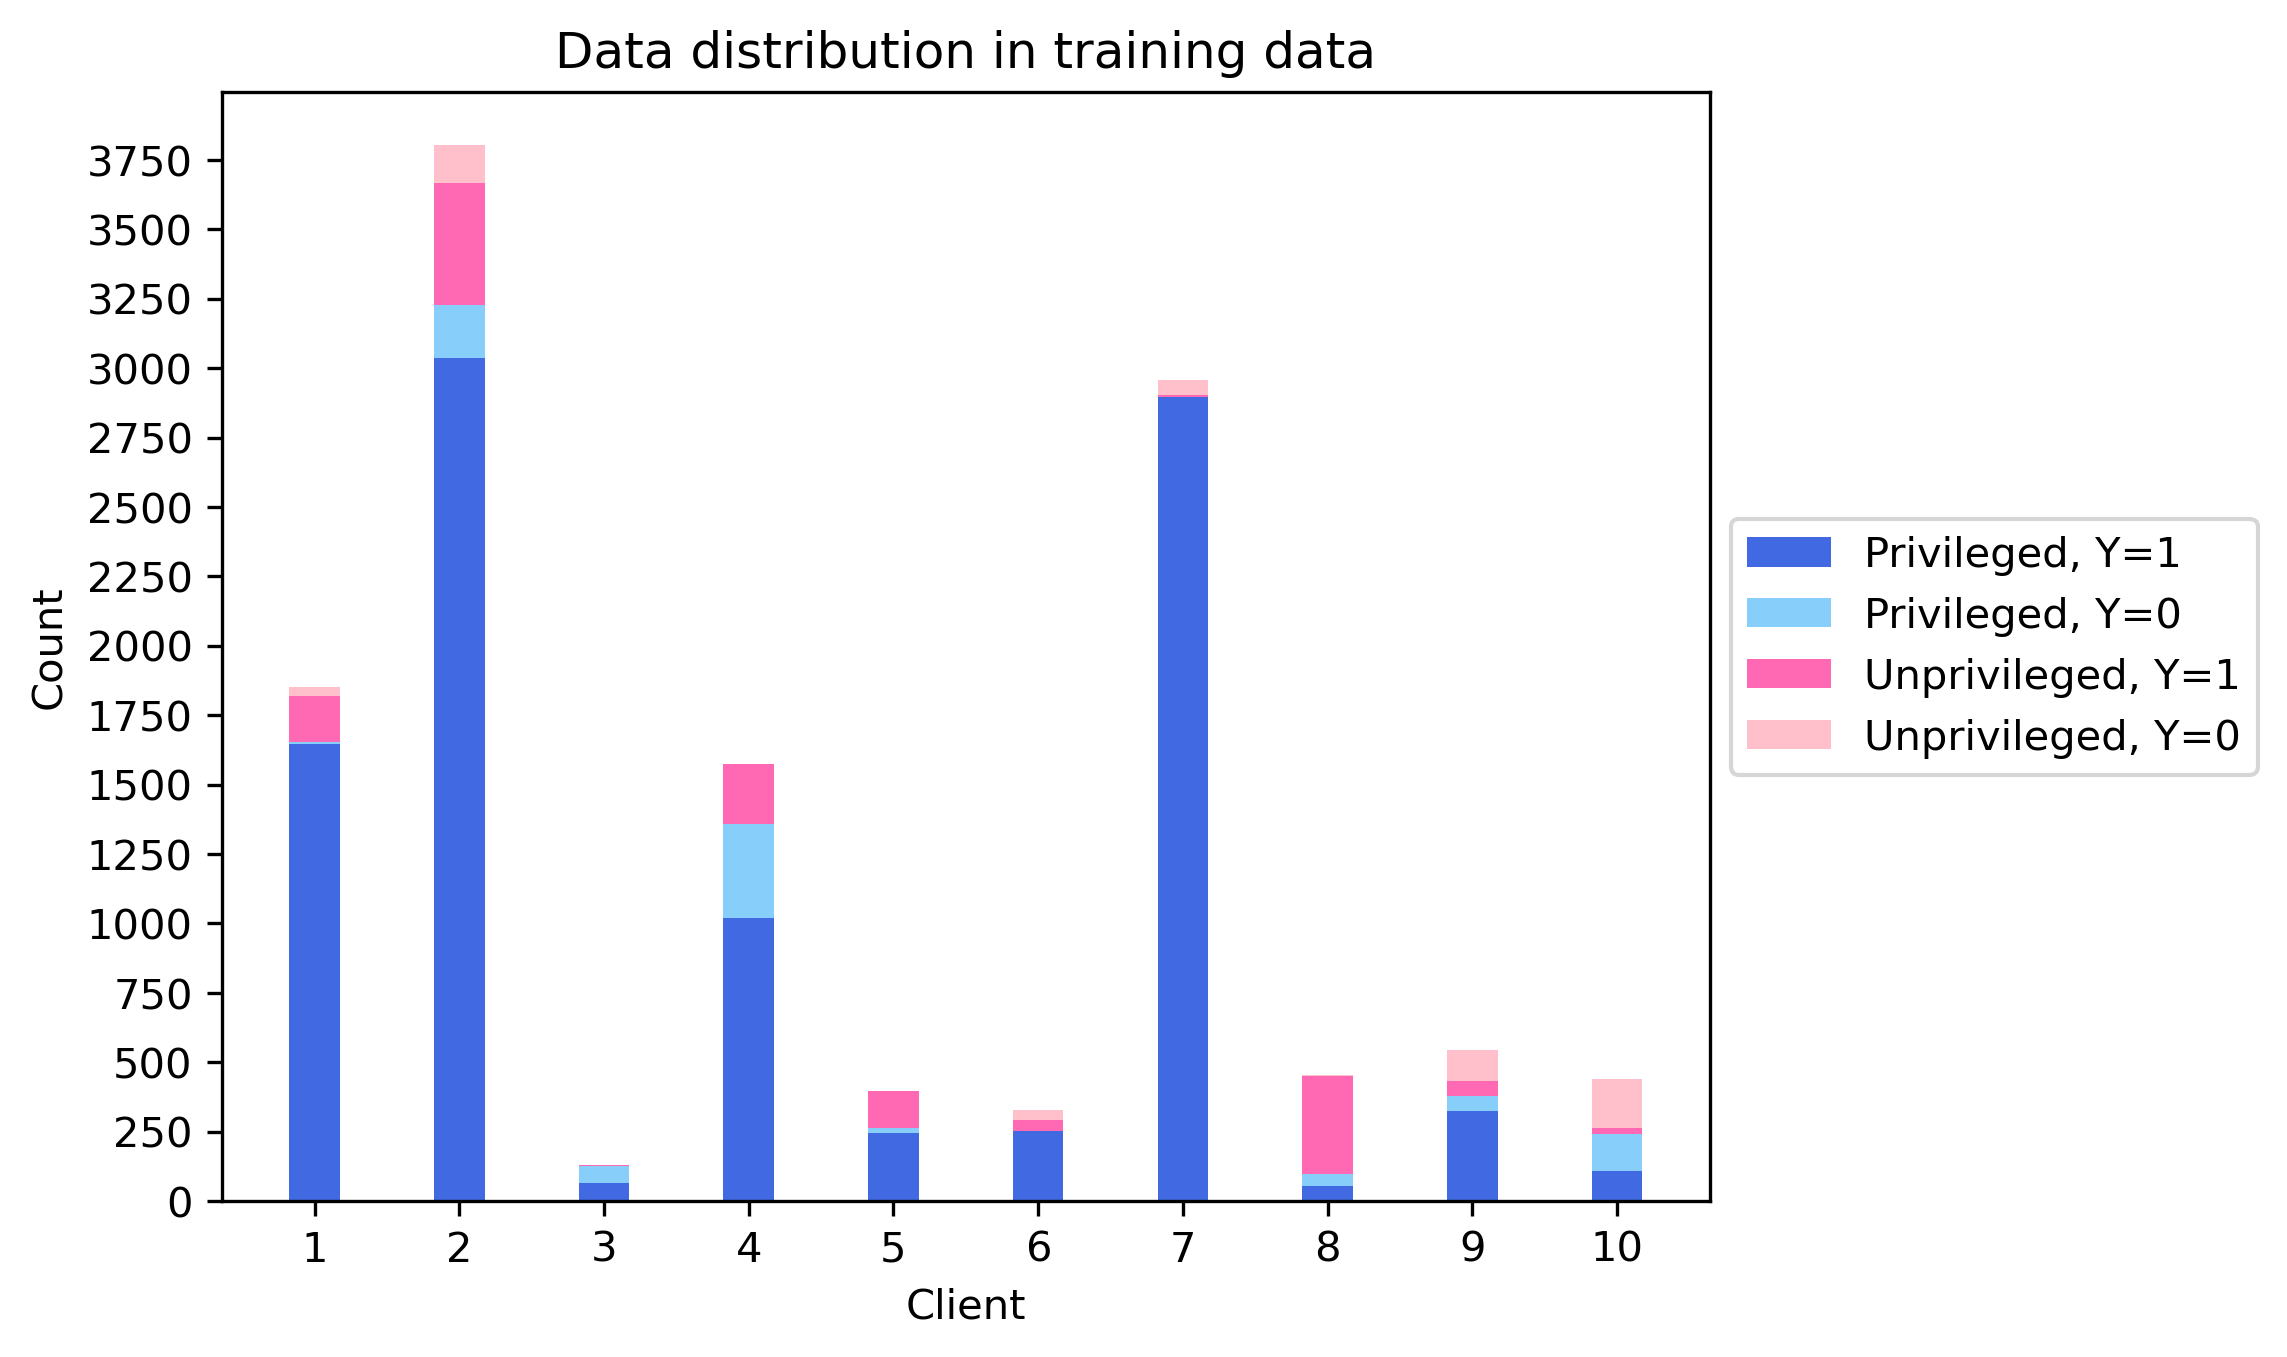 Data distribution in training data
Count
3750
3500
3250
3000
2750
2500
2250
2000
1750
1500
1250
1000
750
500
250
0
1 2 3 4 5 6 7 8 9 10
Client
Privileged, Y=1
Privileged, Y=0
Unprivileged, Y=1
Unprivileged, Y=0